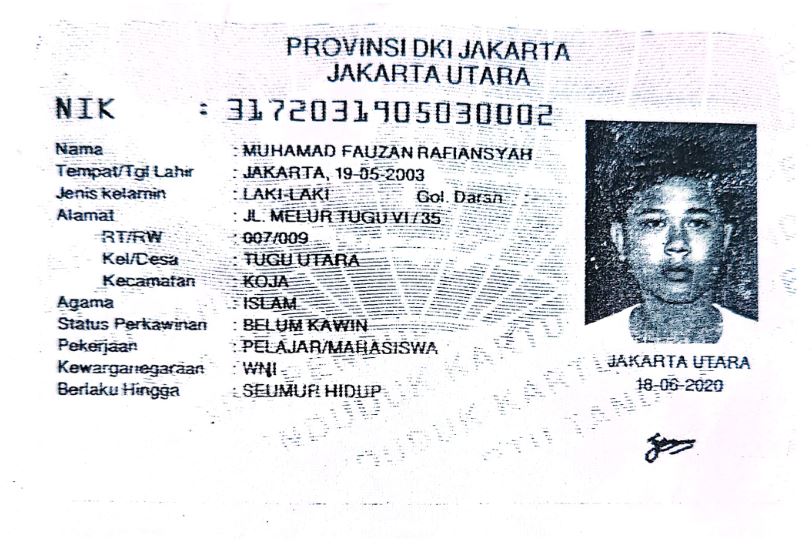 PROVINSI DKI JAKARTA
JAKARTA UTARA
NIK : 3172031905030002
Nama : MUHAMAD FAUZAN RAFIANSYAH
Tempat/Tgl Lahir : JAKARTA, 19-05-2003
Jenis kelamin : LAKI-LAKI Gol. Darah
Alamat : JL. MELUR TUGU VI / 35
RT/RW : 007/009
Kel/Desa : TUGU UTARA
Kecamatan : KOJA
Agama : ISLAM
Status Perkawinan : BELUM KAWIN
Pekerjaan : PELAJAR/MAHASISWA
Kewarganegaraan : WNI
Berlaku Hingga : SEUMUR HIDUP
JAKARTA UTARA
18-06-2020